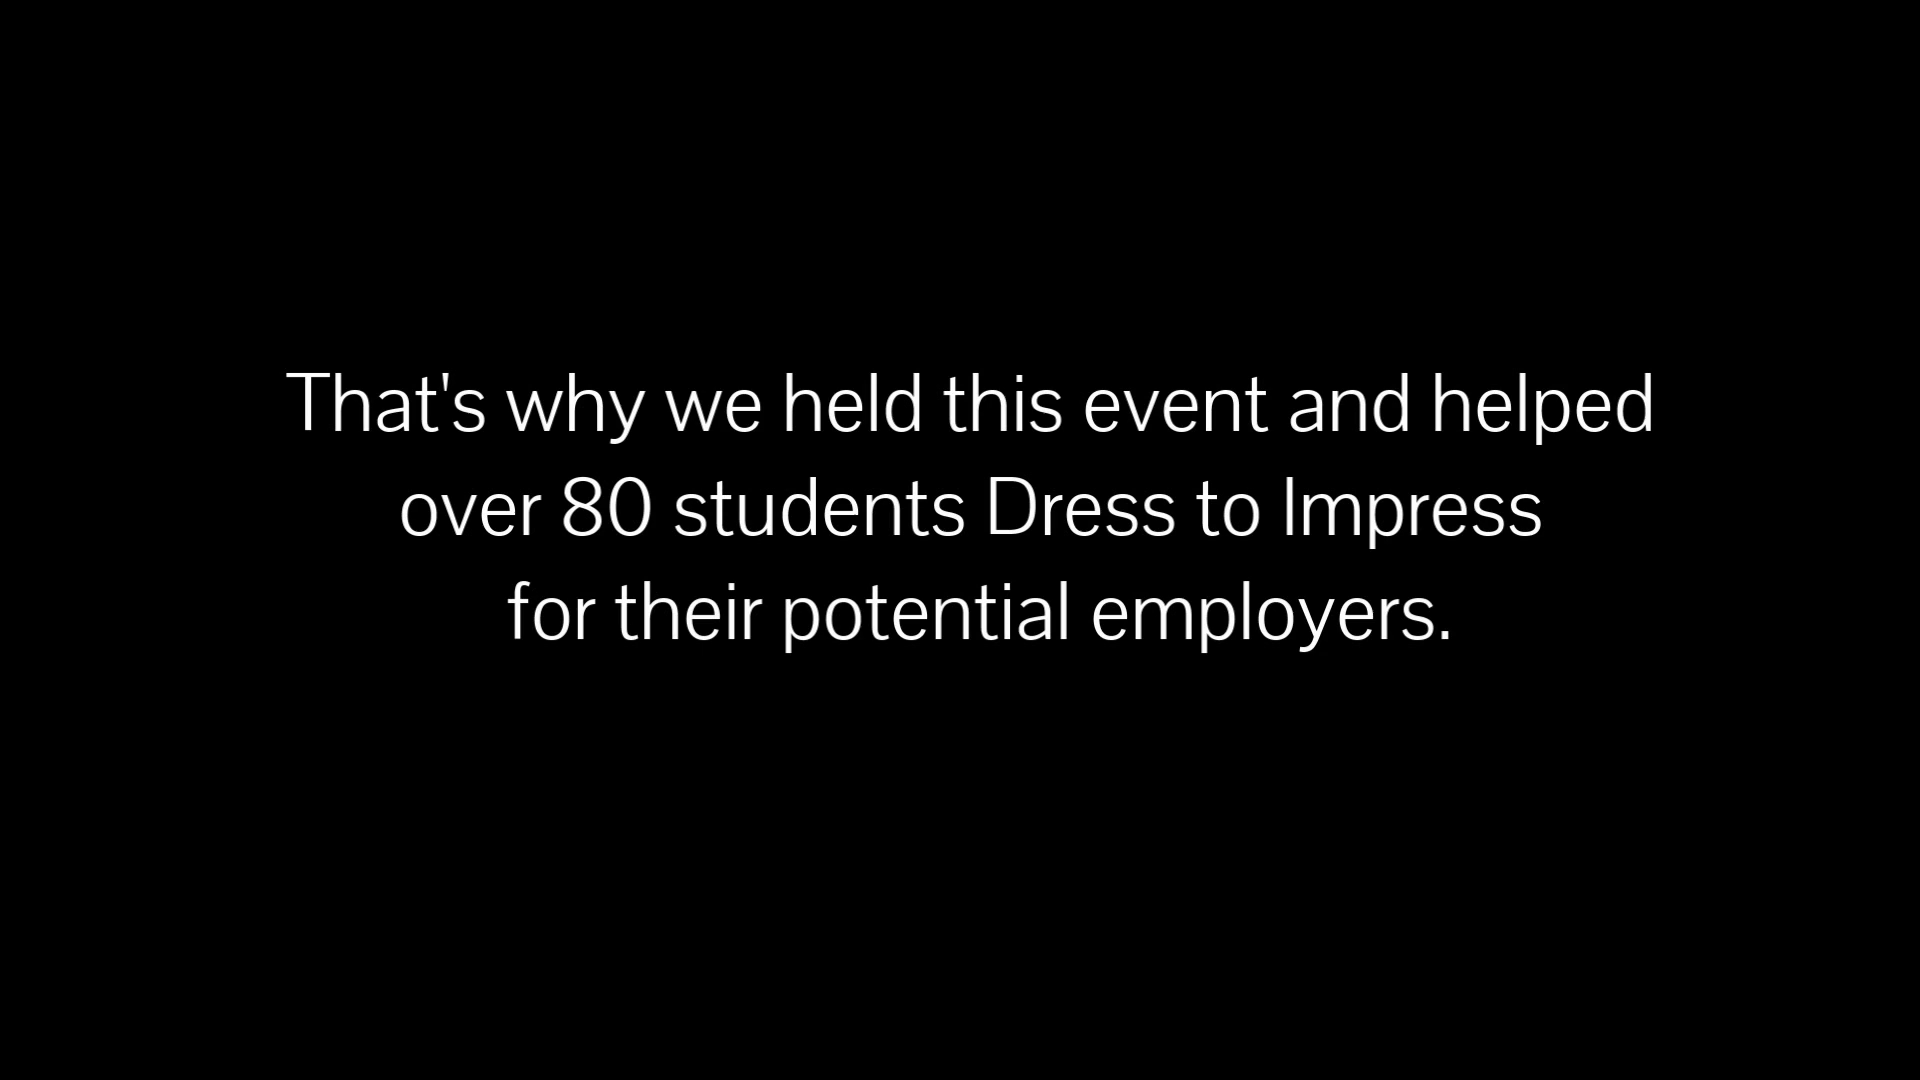 That's why we held this event and helped
over 80 students Dress to Impress
for their potential employers.